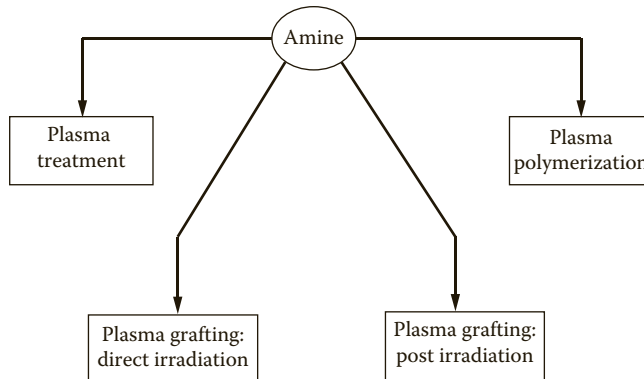 Amine
Plasma
treatment
Plasma
polymerization
Plasma grafting:
direct irradiation
Plasma grafting:
post irradiation